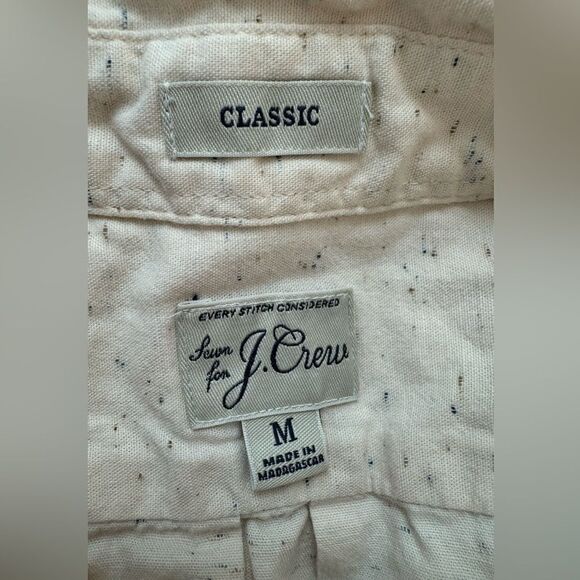 CLASSIC
EVERY STITCH CONSIDERED
Sewn for J.Crew
M
MADE IN
MADAGASCAR